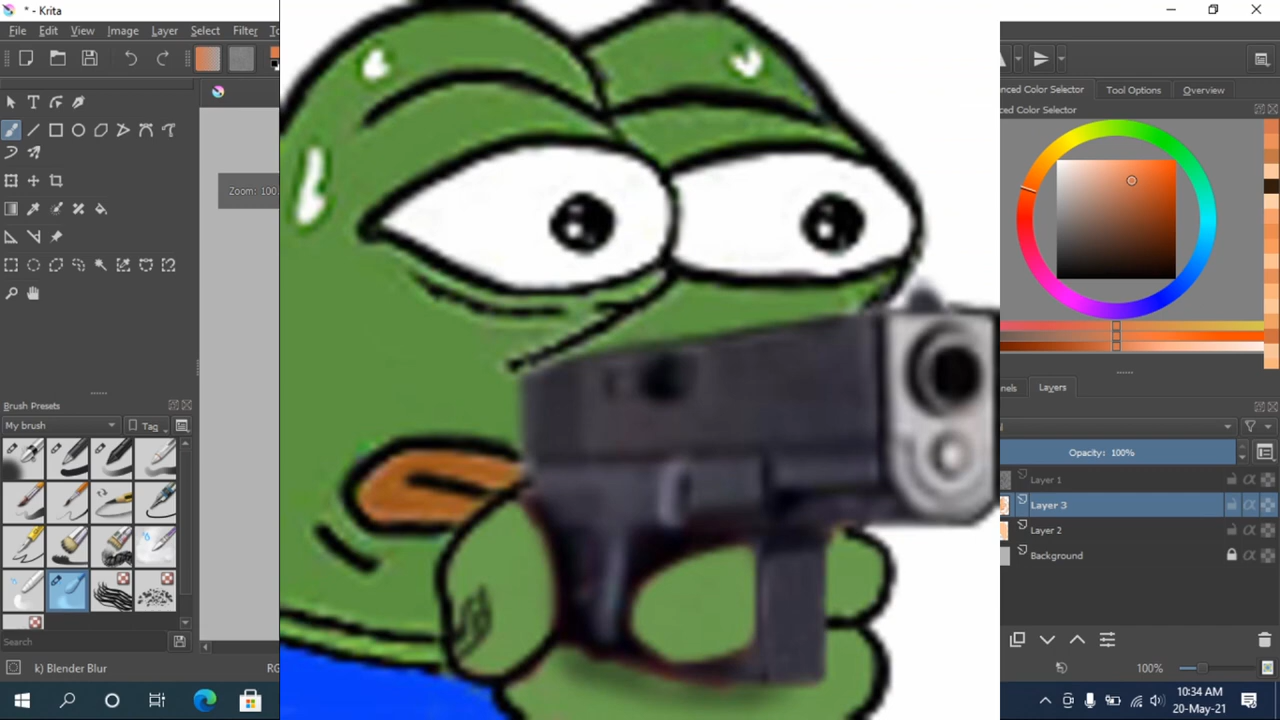 * - Krita
File Edit View Image Layer Select Filter
Zoom: 100
Brush Presets
My brush Tag
Search
k) Blender Blur
Color Selector Tool Options Overview
Color Selector
Layers
Opacity: 100%
Layer 1
Layer 3
Layer 2
Background
100%
10:34 AM
20-May-21